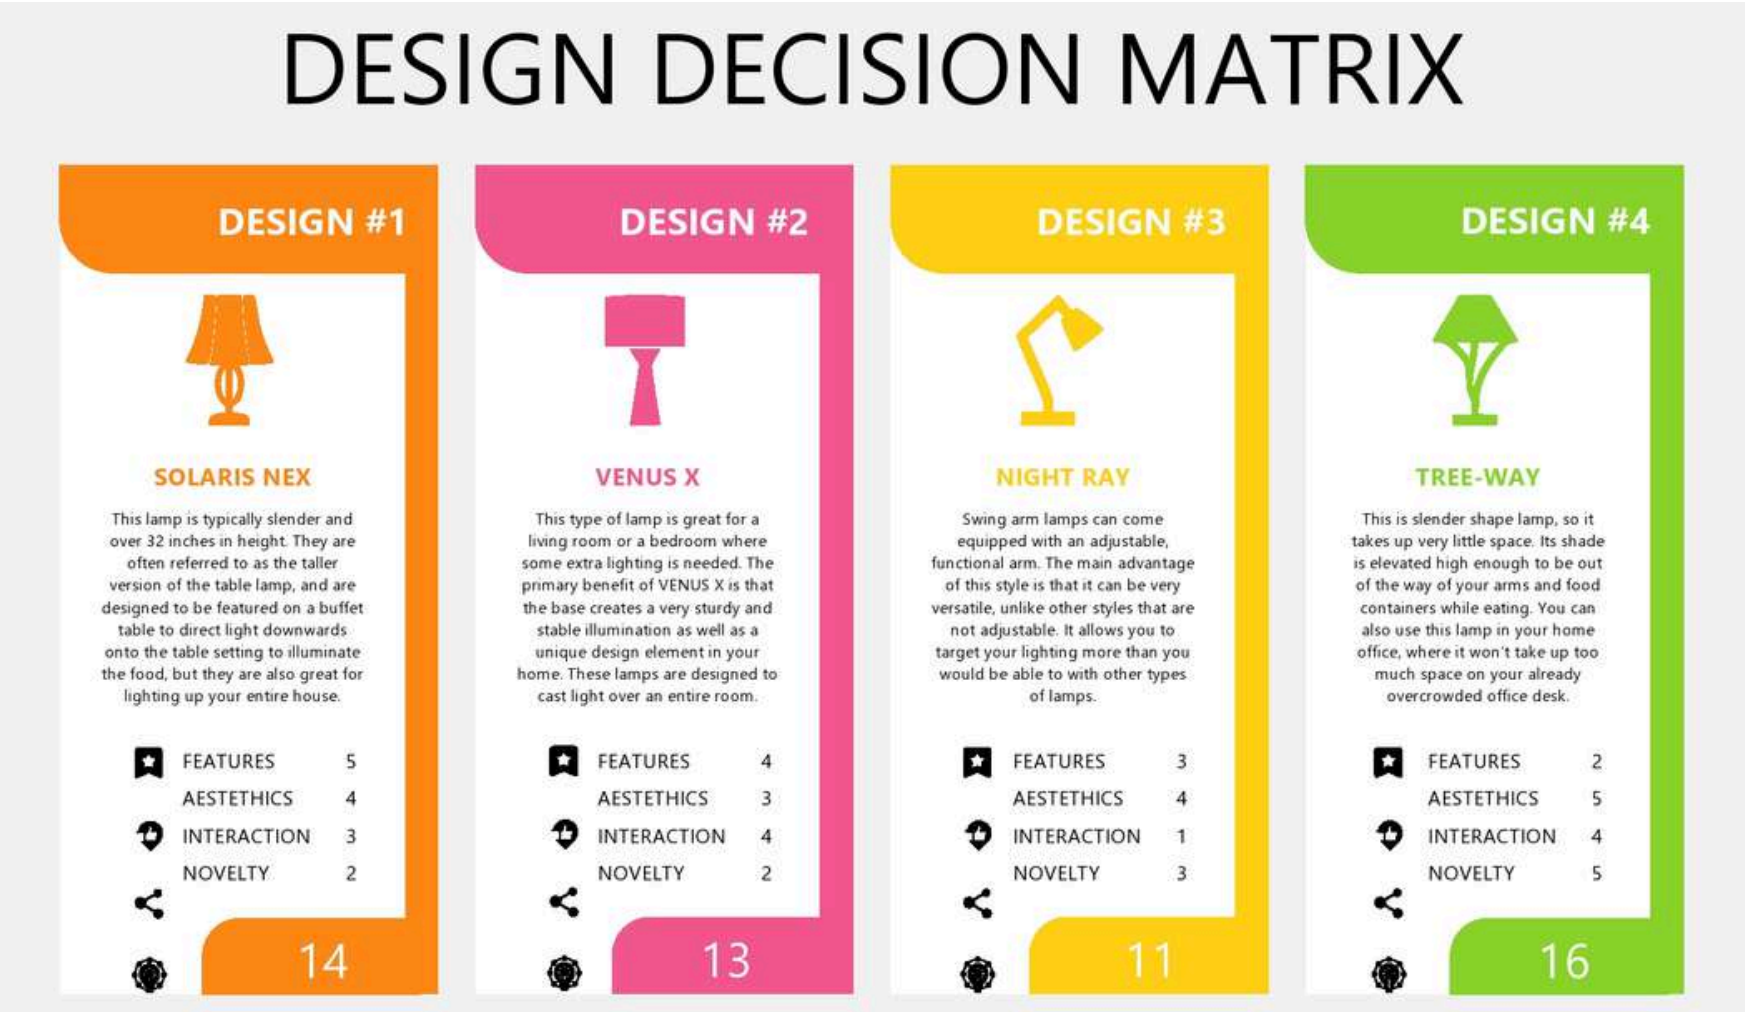 DESIGN DECISION MATRIX
DESIGN #1
SOLARIS NEX
This lamp is typically slender and
over 32 inches in height. They are
often referred to as the taller
version of the table lamp, and are
designed to be featured on a buffet
table to direct light downwards
onto the table setting to illuminate
the food, but they are also great for
lighting up your entire house.
FEATURES 5
AESTETHICS 4
INTERACTION 3
NOVELTY 2
14
DESIGN #2
VENUS X
This type of lamp is great for a
living room or a bedroom where
some extra lighting is needed. The
primary benefit of VENUS X is that
the base creates a very sturdy and
stable illumination as well as a
unique design element in your
home. These lamps are designed to
cast light over an entire room.
FEATURES 4
AESTETHICS 3
INTERACTION 4
NOVELTY 2
13
DESIGN #3
NIGHT RAY
Swing arm lamps can come
equipped with an adjustable,
functional arm. The main advantage
of this style is that it can be very
versatile, unlike other styles that are
not adjustable. It allows you to
target your lighting more than you
would be able to with other types
of lamps.
FEATURES 3
AESTETHICS 4
INTERACTION 1
NOVELTY 3
11
DESIGN #4
TREE-WAY
This is slender shape lamp, so it
takes up very little space. Its shade
is elevated high enough to be out
of the way of your arms and food
containers while eating. You can
also use this lamp in your home
office, where it won't take up too
much space on your already
overcrowded office desk.
FEATURES 2
AESTETHICS 5
INTERACTION 4
NOVELTY 5
16